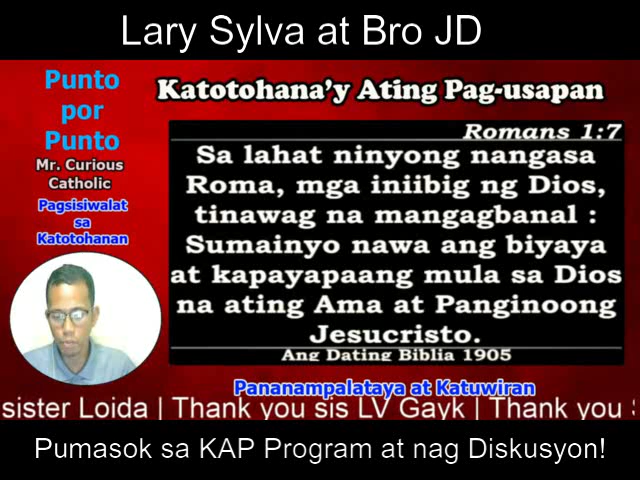 Lary Sylva at Bro JD
Punto
por
Punto
Mr. Curious
Catholic
Pagsisiwalat
sa
Katotohanan
Katotohana'y Ating Pag-usapan
Romans 1:7
Sa lahat ninyong nangasa
Roma, mga iniibig ng Dios,
tinawag na mangagbanal :
Sumainyo nawa ang biyaya
at kapayapaang mula sa Dios
na ating Ama at Panginoong
Jesucristo.
Ang Dating Biblia 1905
Pananampalataya at Katuwiran
sister Loida | Thank you sis LV Gayk | Thank you
Pumasok sa KAP Program at nag Diskusyon!